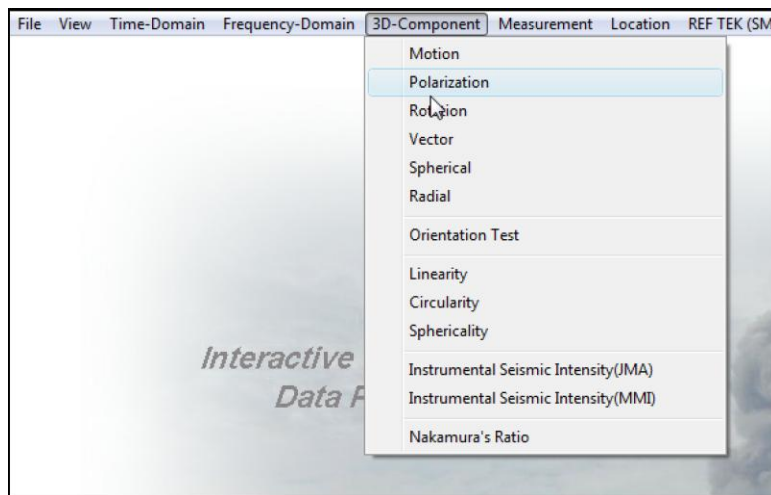 File View Time-Domain Frequency-Domain 3D-Component Measurement Location REF TEK (SM
Motion
Polarization
Rotation
Vector
Spherical
Radial
Orientation Test
Linearity
Circularity
Sphericality
Instrumental Seismic Intensity(JMA)
Instrumental Seismic Intensity(MMI)
Nakamura's Ratio
Interactive
Data